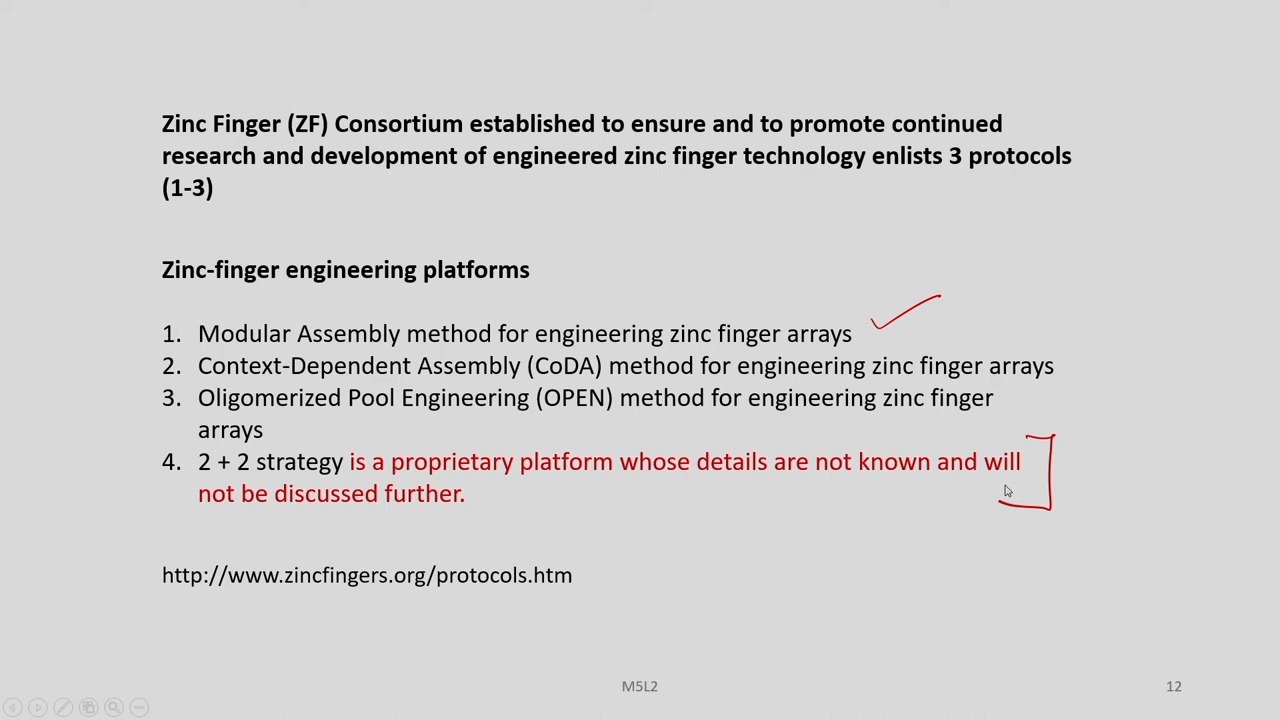 Zinc Finger (ZF) Consortium established to ensure and to promote continued
research and development of engineered zinc finger technology enlists 3 protocols
(1-3)
Zinc-finger engineering platforms
1. Modular Assembly method for engineering zinc finger arrays
2. Context-Dependent Assembly (CoDA) method for engineering zinc finger arrays
3. Oligomerized Pool Engineering (OPEN) method for engineering zinc finger
arrays
4. 2 + 2 strategy is a proprietary platform whose details are not known and will
not be discussed further.
http://www.zincfingers.org/protocols.htm
M5L2
12